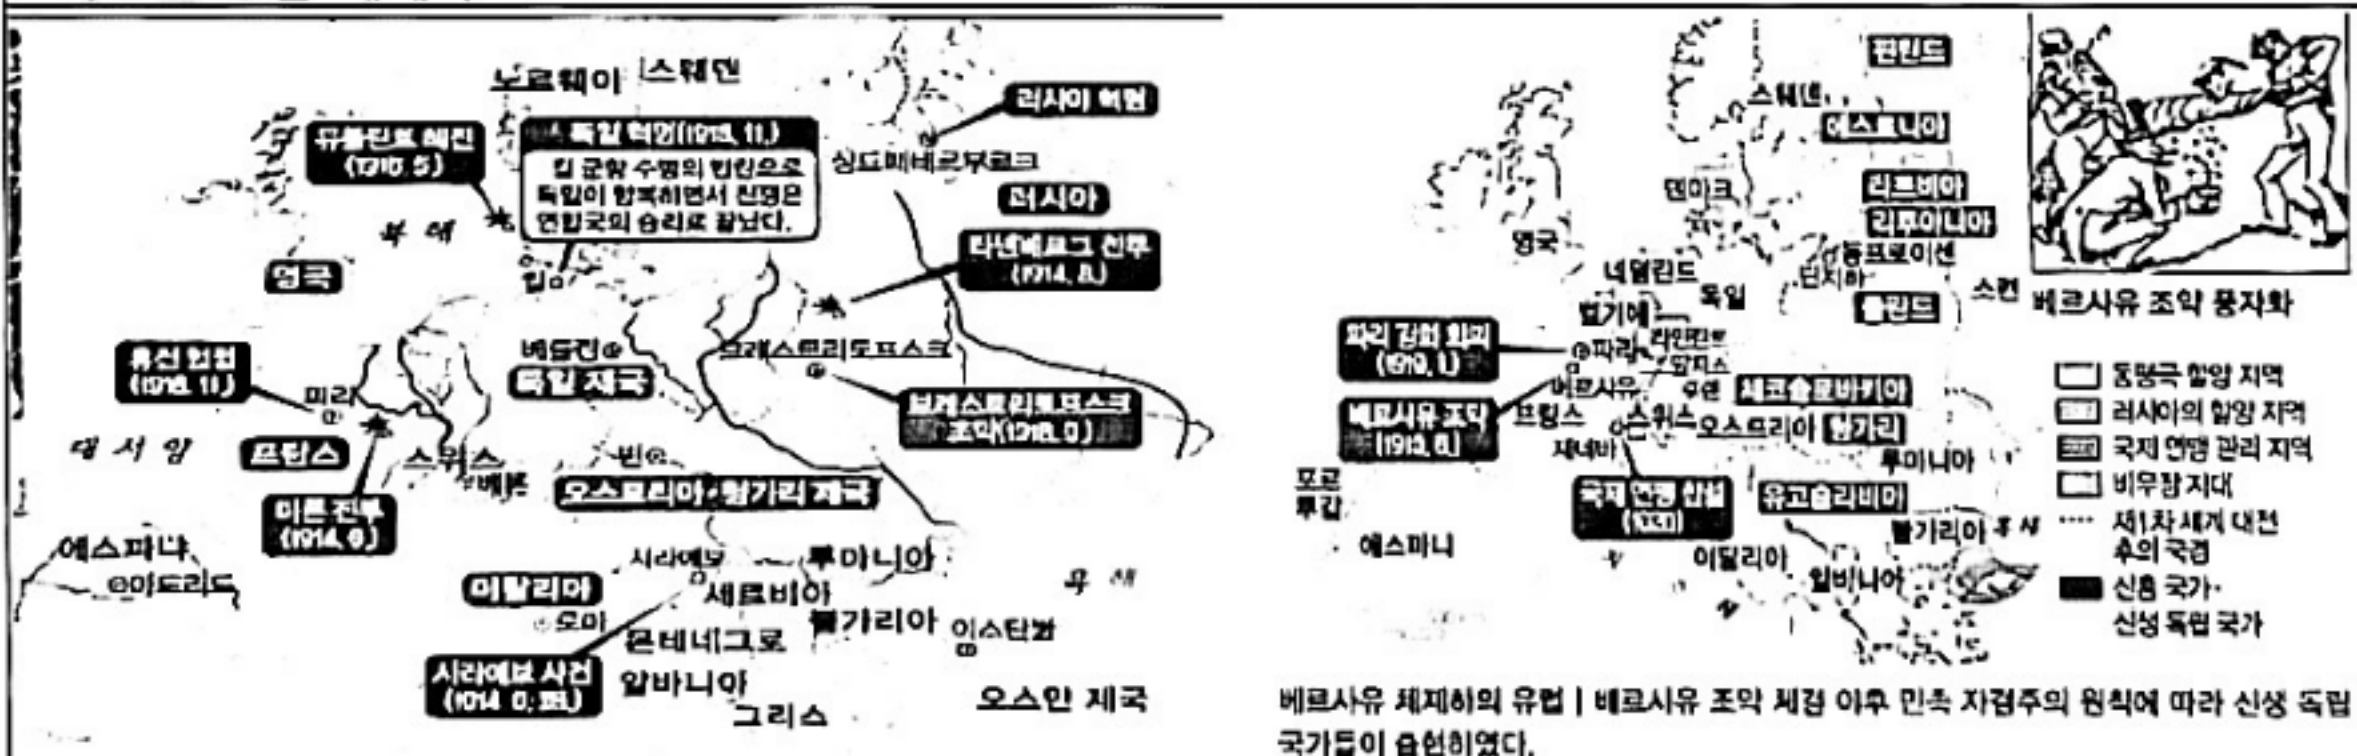 노르웨이
스웨덴
러시아 혁명
유틀란트 해전
(1916. 5.)
독일 혁명(1918. 11.)
킬 군항 수병의 반란으로
독일이 항복하면서 전쟁은
연합국의 승리로 끝났다.
상트페테르부르크
러시아
북해
타넨베르크 전투
(1914. 8.)
영국
킬
휴전 협정
(1918. 11.)
베를린
브레스트리토프스크
독일 제국
파리
브레스트리토프스크
조약(1918. 3.)
대서양
프랑스
스위스
베른
빈
오스트리아·헝가리 제국
마른 전투
(1914. 9.)
에스파냐
마드리드
사라예보
루마니아
이탈리아
세르비아
흑해
로마
불가리아
이스탄불
몬테네그로
사라예보 사건
(1914. 6. 28.)
알바니아
그리스
오스만 제국
핀란드
스웨덴
에스토니아
덴마크
라트비아
리투아니아
영국
동프로이센
네덜란드
단치히
독일
폴란드
벨기에
베르사유 조약 풍자화
파리 강화 회의
(1919. 1.)
파리
라인란트
알자스
베르사유
체코슬로바키아
베르사유 조약
(1919. 6.)
프랑스
스위스
오스트리아
헝가리
제네바
루마니아
포르
투갈
국제 연맹 창설
(1920)
유고슬라비아
에스파냐
이탈리아
불가리아
흑해
알바니아
동맹국 할양 지역
러시아의 할양 지역
국제 연맹 관리 지역
비무장 지대
제1차 세계 대전
후의 국경
신흥 국가·
신생 독립 국가
베르사유 체제하의 유럽 | 베르사유 조약 체결 이후 민족 자결주의 원칙에 따라 신생 독립
국가들이 출현하였다.